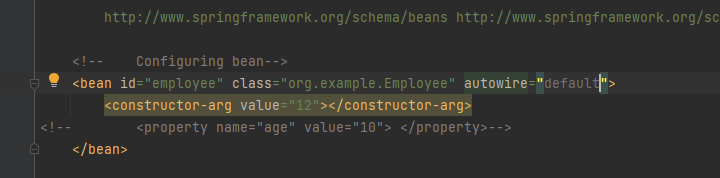 http://www.springframework.org/schema/beans http://www.springframework.org/sc
<!--    Configuring bean-->
<bean id="employee" class="org.example.Employee" autowire="default">
<constructor-arg value="12"></constructor-arg>
<!--        <property name="age" value="10"> </property>-->
</bean>